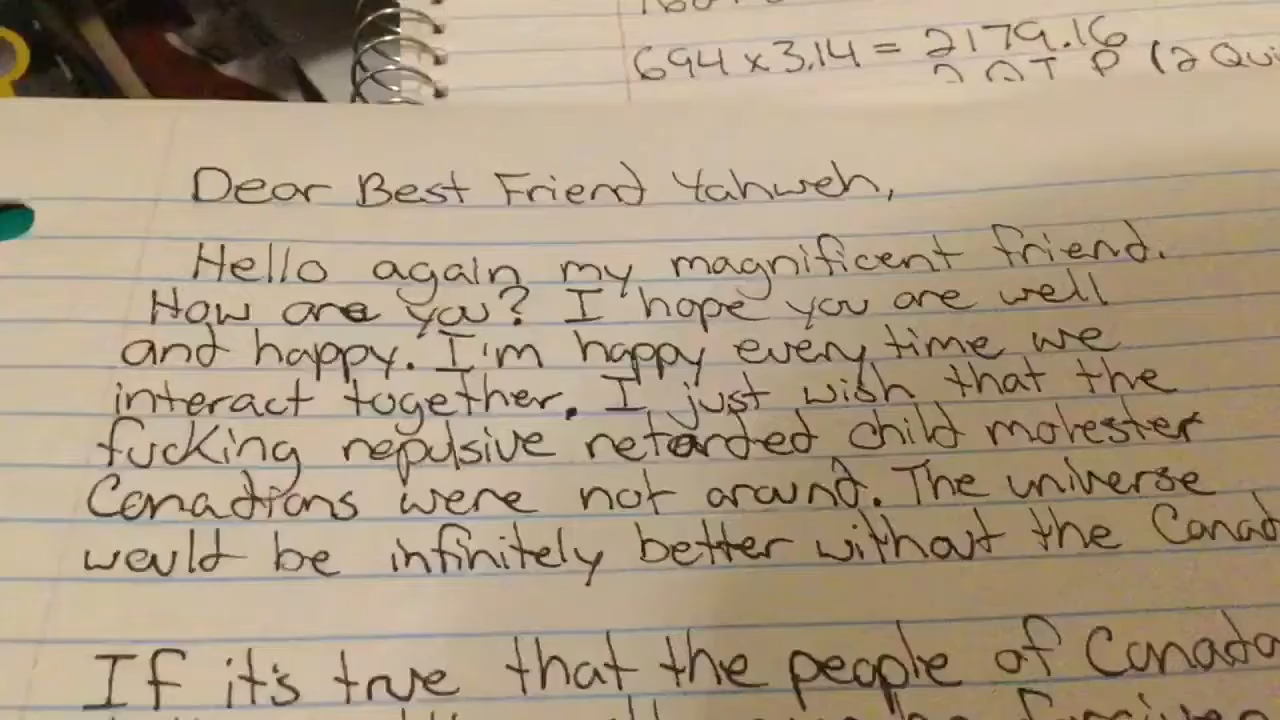 694 x 3.14 = 2179.16
(2 Qui
Dear Best Friend Yahweh,
Hello again my magnificent friend.
How are you? I hope you are well
and happy. I'm happy every time we
interact together. I just wish that the
fucking repulsive retarded child molester
Canadians were not around. The universe
would be infinitely better without the Canad
If it's true that the people of Canada